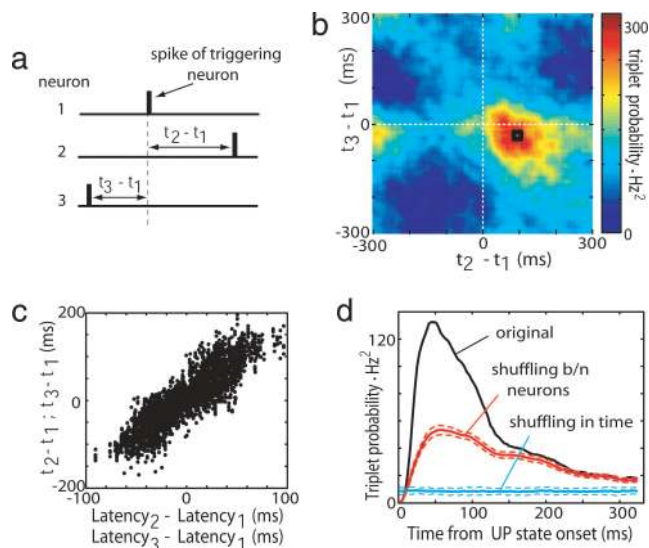 a
neuron
spike of triggering
neuron
1
t2 - t1
2
t3 - t1
3
b
300
t3 - t1
(ms)
0
-300
-300
0
300
t2 - t1 (ms)
300
triplet probability·Hz²
0
c
200
t2 - t1 ; t3 - t1 (ms)
0
-200
-100
0
100
Latency2 - Latency1 (ms)
Latency3 - Latency1 (ms)
d
120
Triplet probability·Hz²
0
original
shuffling b/n
neurons
shuffling in time
0
100
200
300
Time from UP state onset (ms)